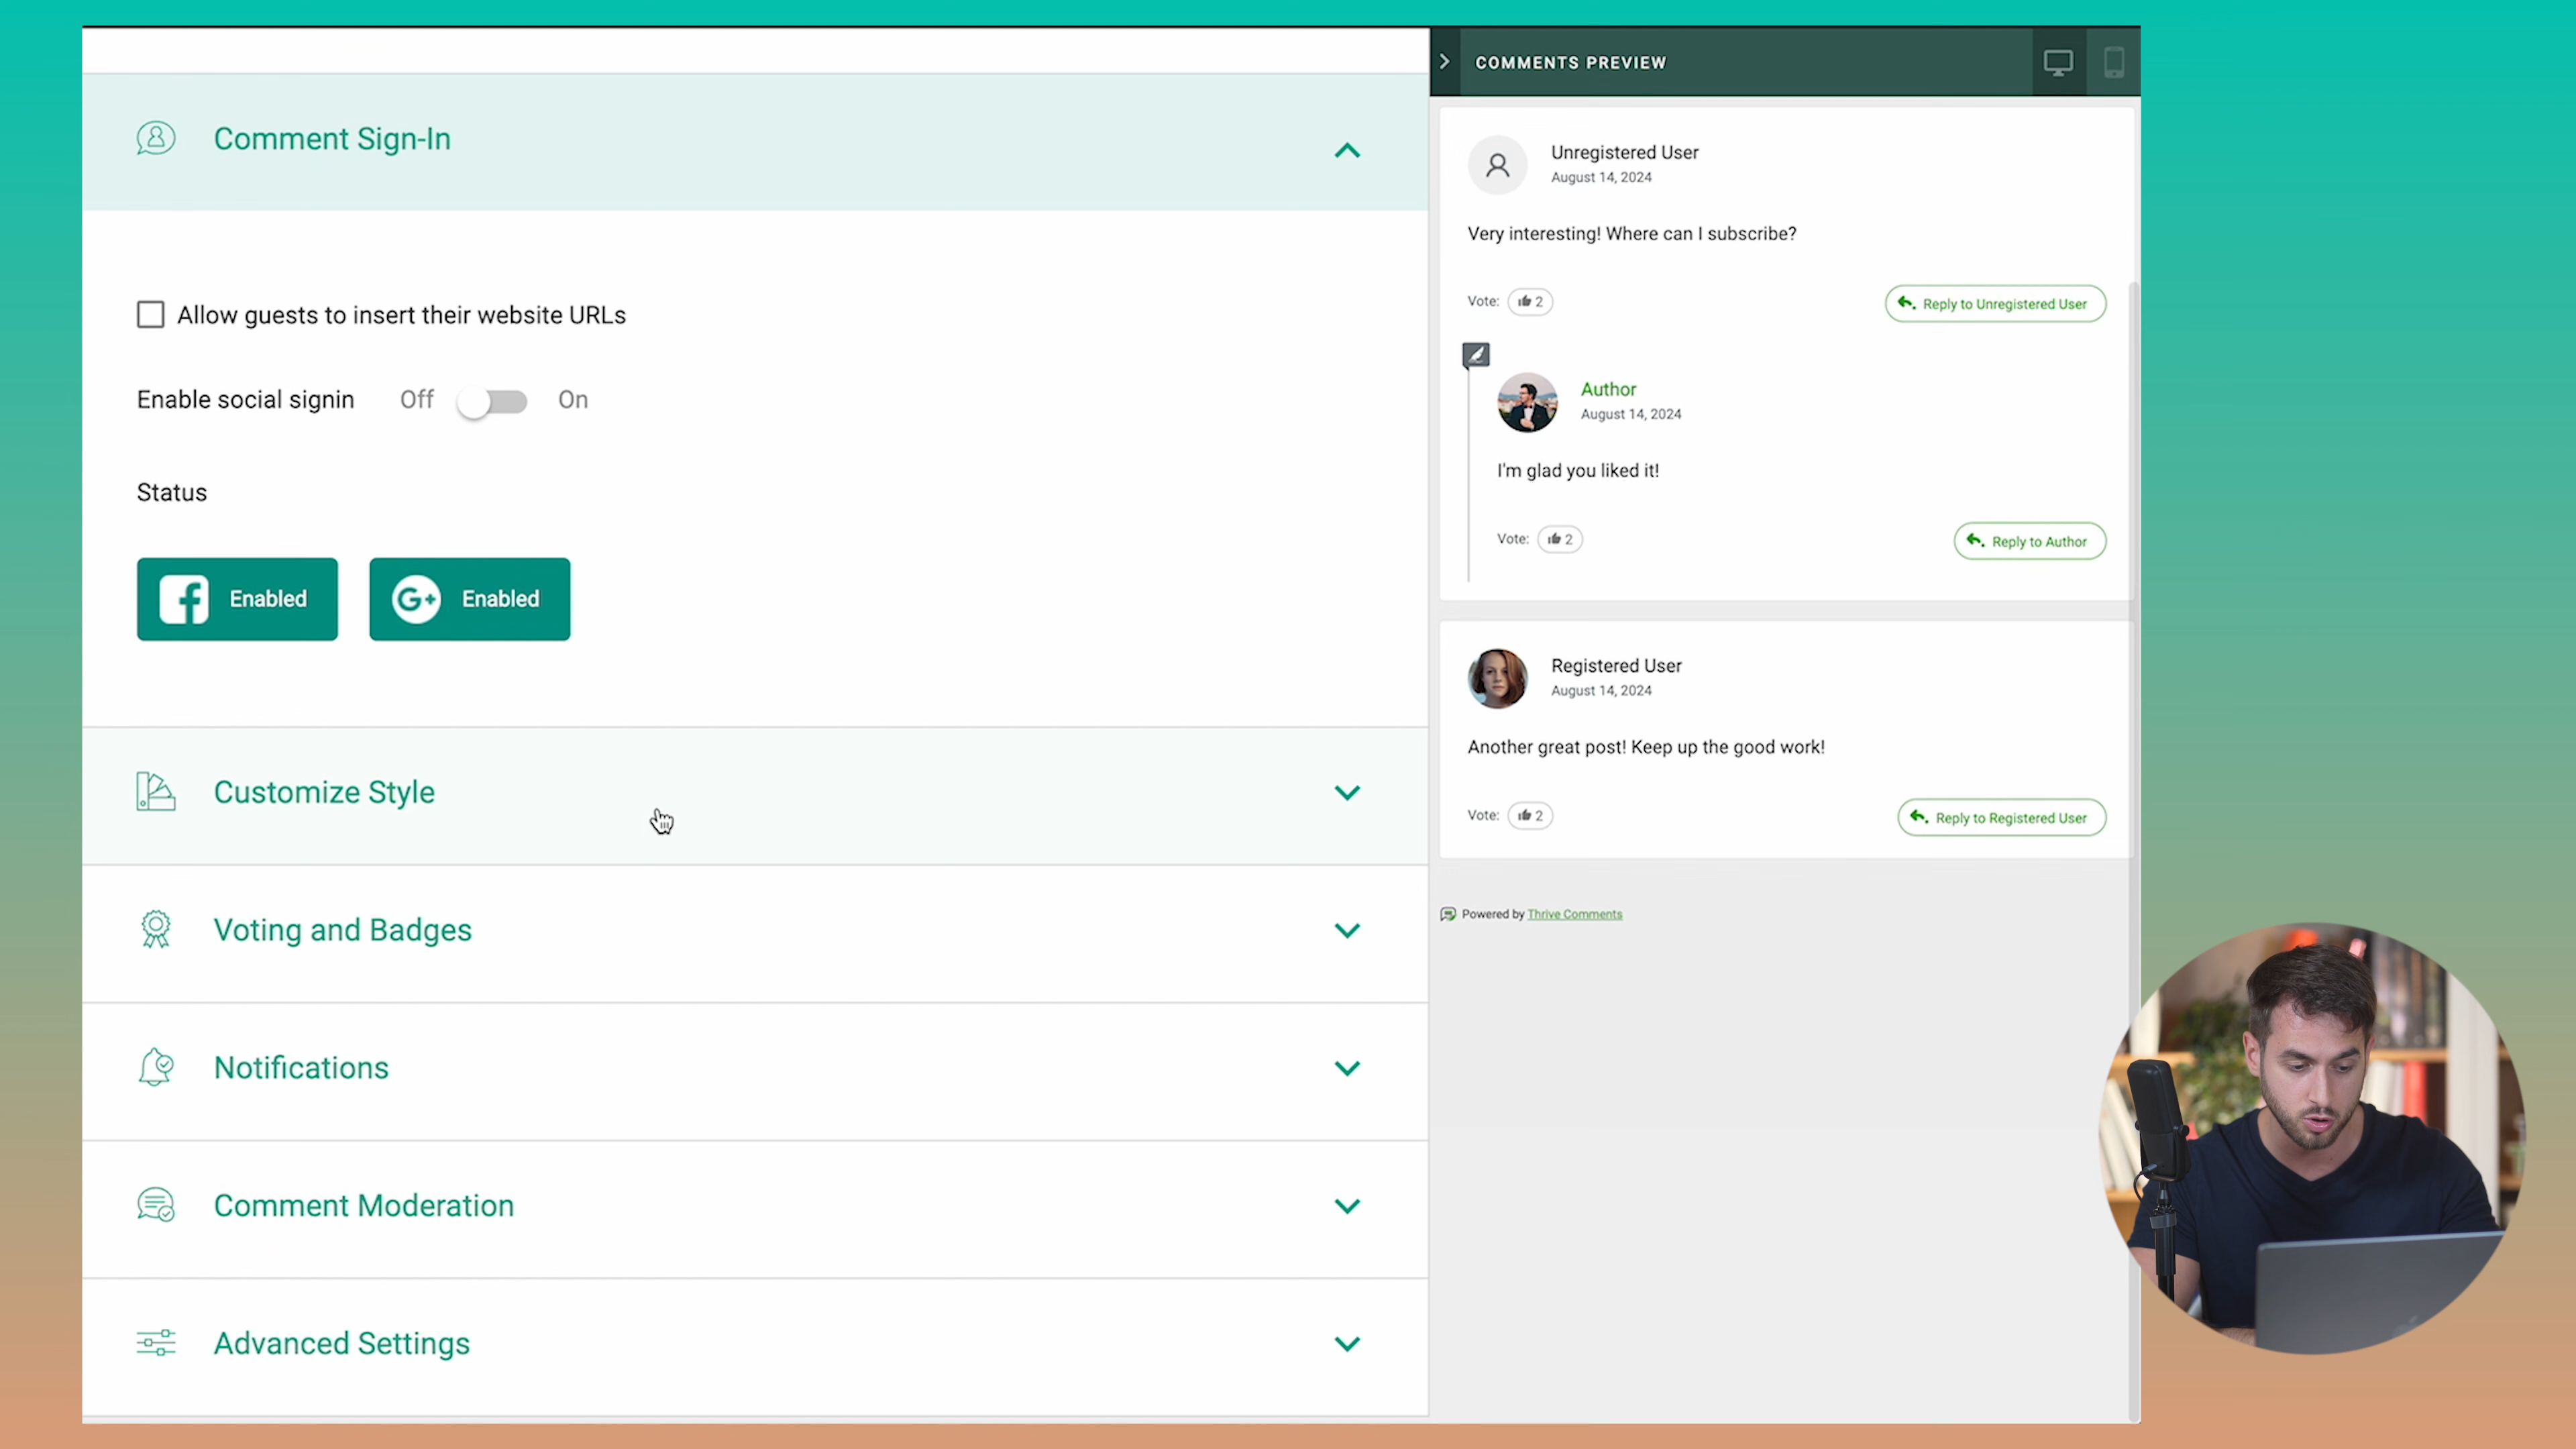 Comment Sign-In
Allow guests to insert their website URLs
Enable social signin Off On
Status
Enabled
G+ Enabled
Customize Style
Voting and Badges
Notifications
Comment Moderation
Advanced Settings
COMMENTS PREVIEW
Unregistered User
August 14, 2024
Very interesting! Where can I subscribe?
Vote: 2
Reply to Unregistered User
Author
August 14, 2024
I'm glad you liked it!
Vote: 2
Reply to Author
Registered User
August 14, 2024
Another great post! Keep up the good work!
Vote: 2
Reply to Registered User
Powered by Thrive Comments